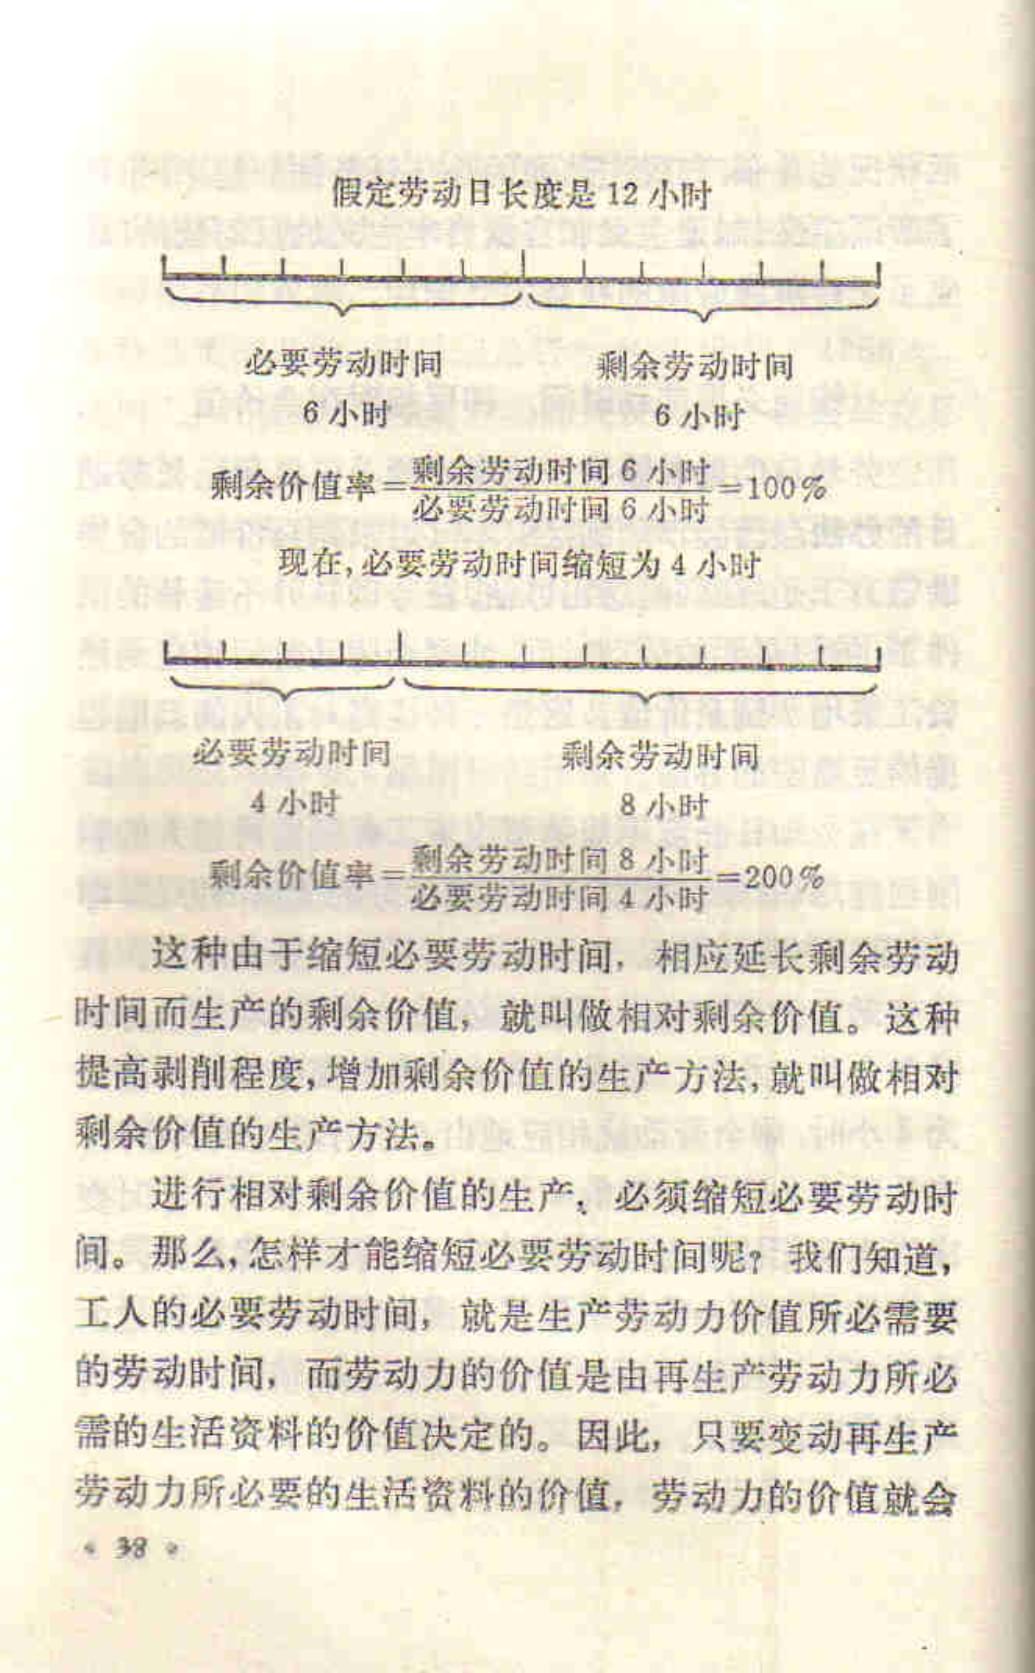 假定劳动日长度是 12 小时
必要劳动时间 剩余劳动时间
6 小时 6 小时
剩余价值率=剩余劳动时间 6 小时/必要劳动时间 6 小时=100%
现在,必要劳动时间缩短为 4 小时
必要劳动时间 剩余劳动时间
4 小时 8 小时
剩余价值率=剩余劳动时间 8 小时/必要劳动时间 4 小时=200%
这种由于缩短必要劳动时间，相应延长剩余劳动
时间而生产的剩余价值，就叫做相对剩余价值。这种
提高剥削程度,增加剩余价值的生产方法,就叫做相对
剩余价值的生产方法。
进行相对剩余价值的生产，必须缩短必要劳动时
间。那么,怎样才能缩短必要劳动时间呢？我们知道,
工人的必要劳动时间，就是生产劳动力价值所必需要
的劳动时间，而劳动力的价值是由再生产劳动力所必
需的生活资料的价值决定的。因此，只要变动再生产
劳动力所必要的生活资料的价值，劳动力的价值就会
• 38 •